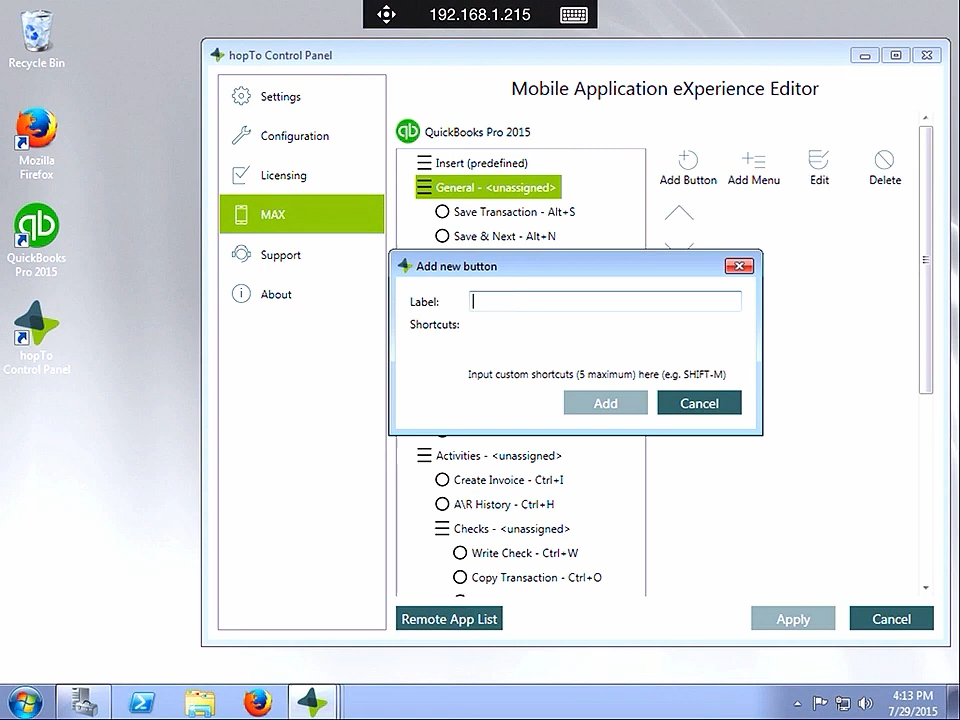 192.168.1.215
Recycle Bin
Mozilla
Firefox
QuickBooks
Pro 2015
hopTo
Control Panel
hopTo Control Panel
Settings
Configuration
Licensing
MAX
Support
About
Mobile Application eXperience Editor
qb QuickBooks Pro 2015
Insert (predefined)
General - <unassigned>
Save Transaction - Alt+S
Save & Next - Alt+N
Add Button
Add Menu
Edit
Delete
Add new button
Label:
Shortcuts:
Input custom shortcuts (5 maximum) here (e.g. SHIFT-M)
Add
Cancel
Activities - <unassigned>
Create Invoice - Ctrl+I
A\R History - Ctrl+H
Checks - <unassigned>
Write Check - Ctrl+W
Copy Transaction - Ctrl+O
Remote App List
Apply
Cancel
4:13 PM
7/29/2015